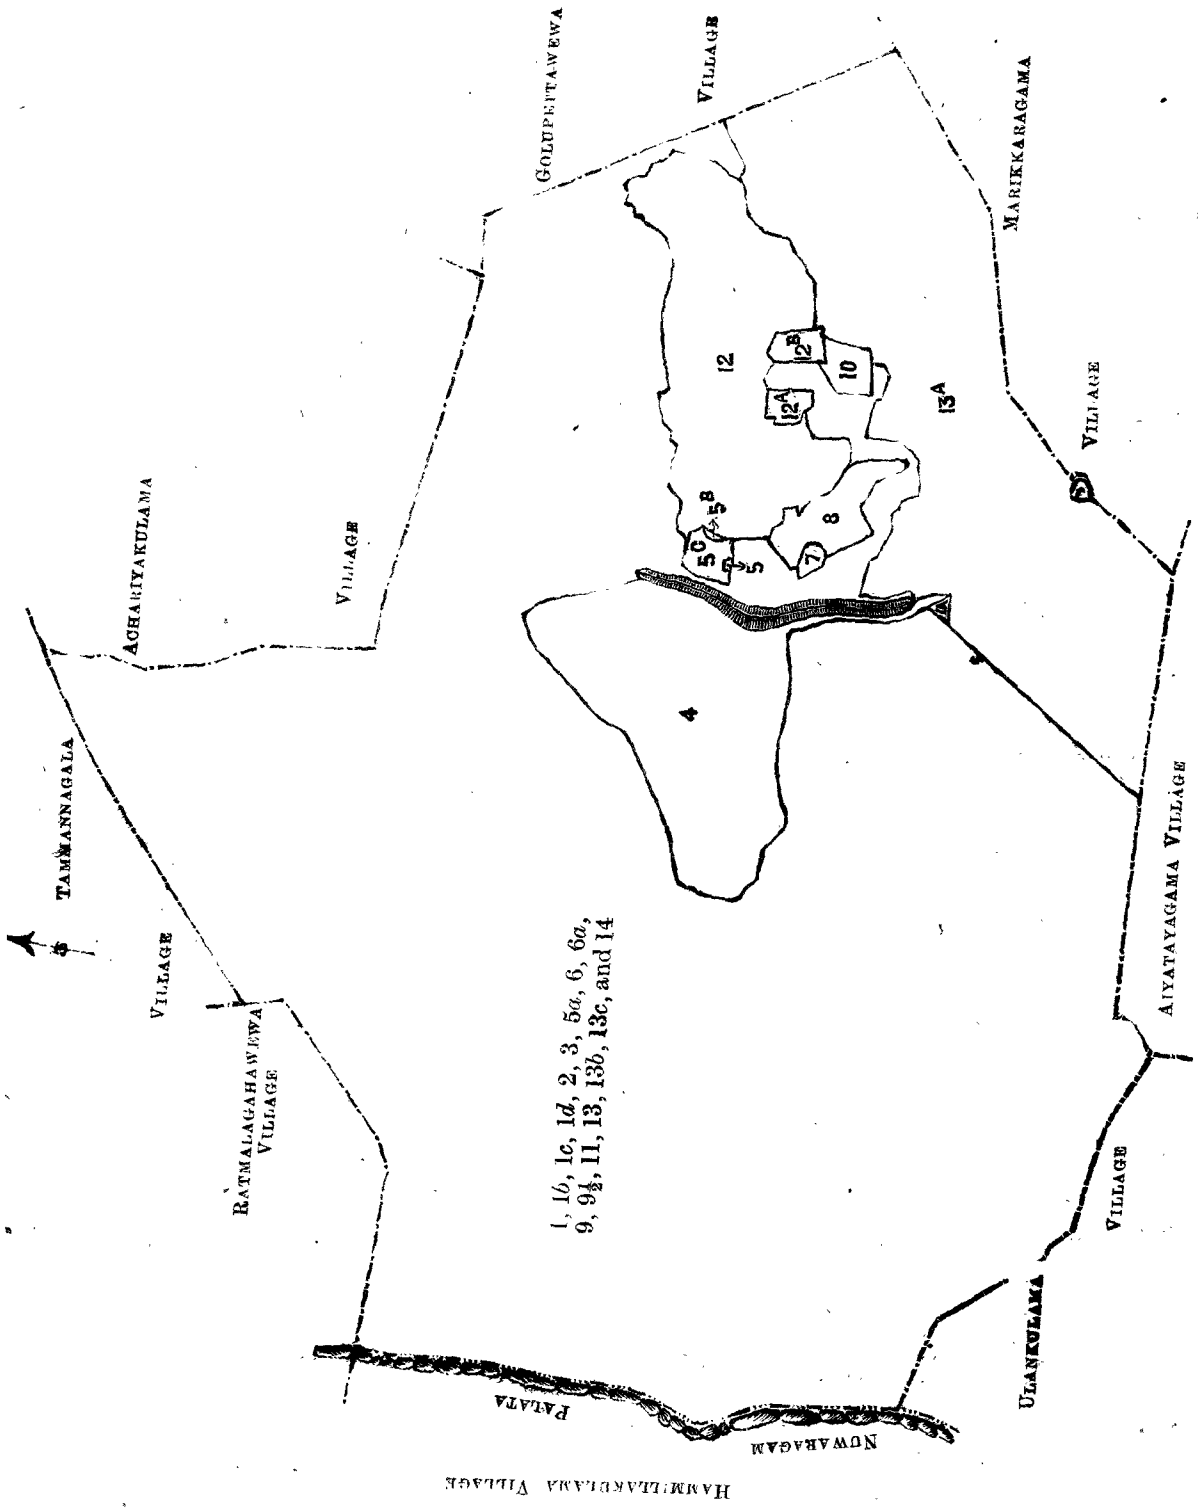 GOLUPETTAWEWA
VILLAGE
ACHARIYAKULAMA
VILLAGE
TAMMANNAGALA
VILLAGE
RATMALAGAHAWEWA
VILLAGE
MARIKKARAGAMA
VILLAGE
12
12B
12A
10
13A
5B
5C
5
8
7
4
1, 1b, 1c, 1d, 2, 3, 5a, 6, 6a,
9, 9½, 11, 13, 13b, 13c, and 14
AIYATAYAGAMA VILLAGE
ULANKULAMA
VILLAGE
PALATA
NUWARAGAM
HAMMILLAKULAMA VILLAGE